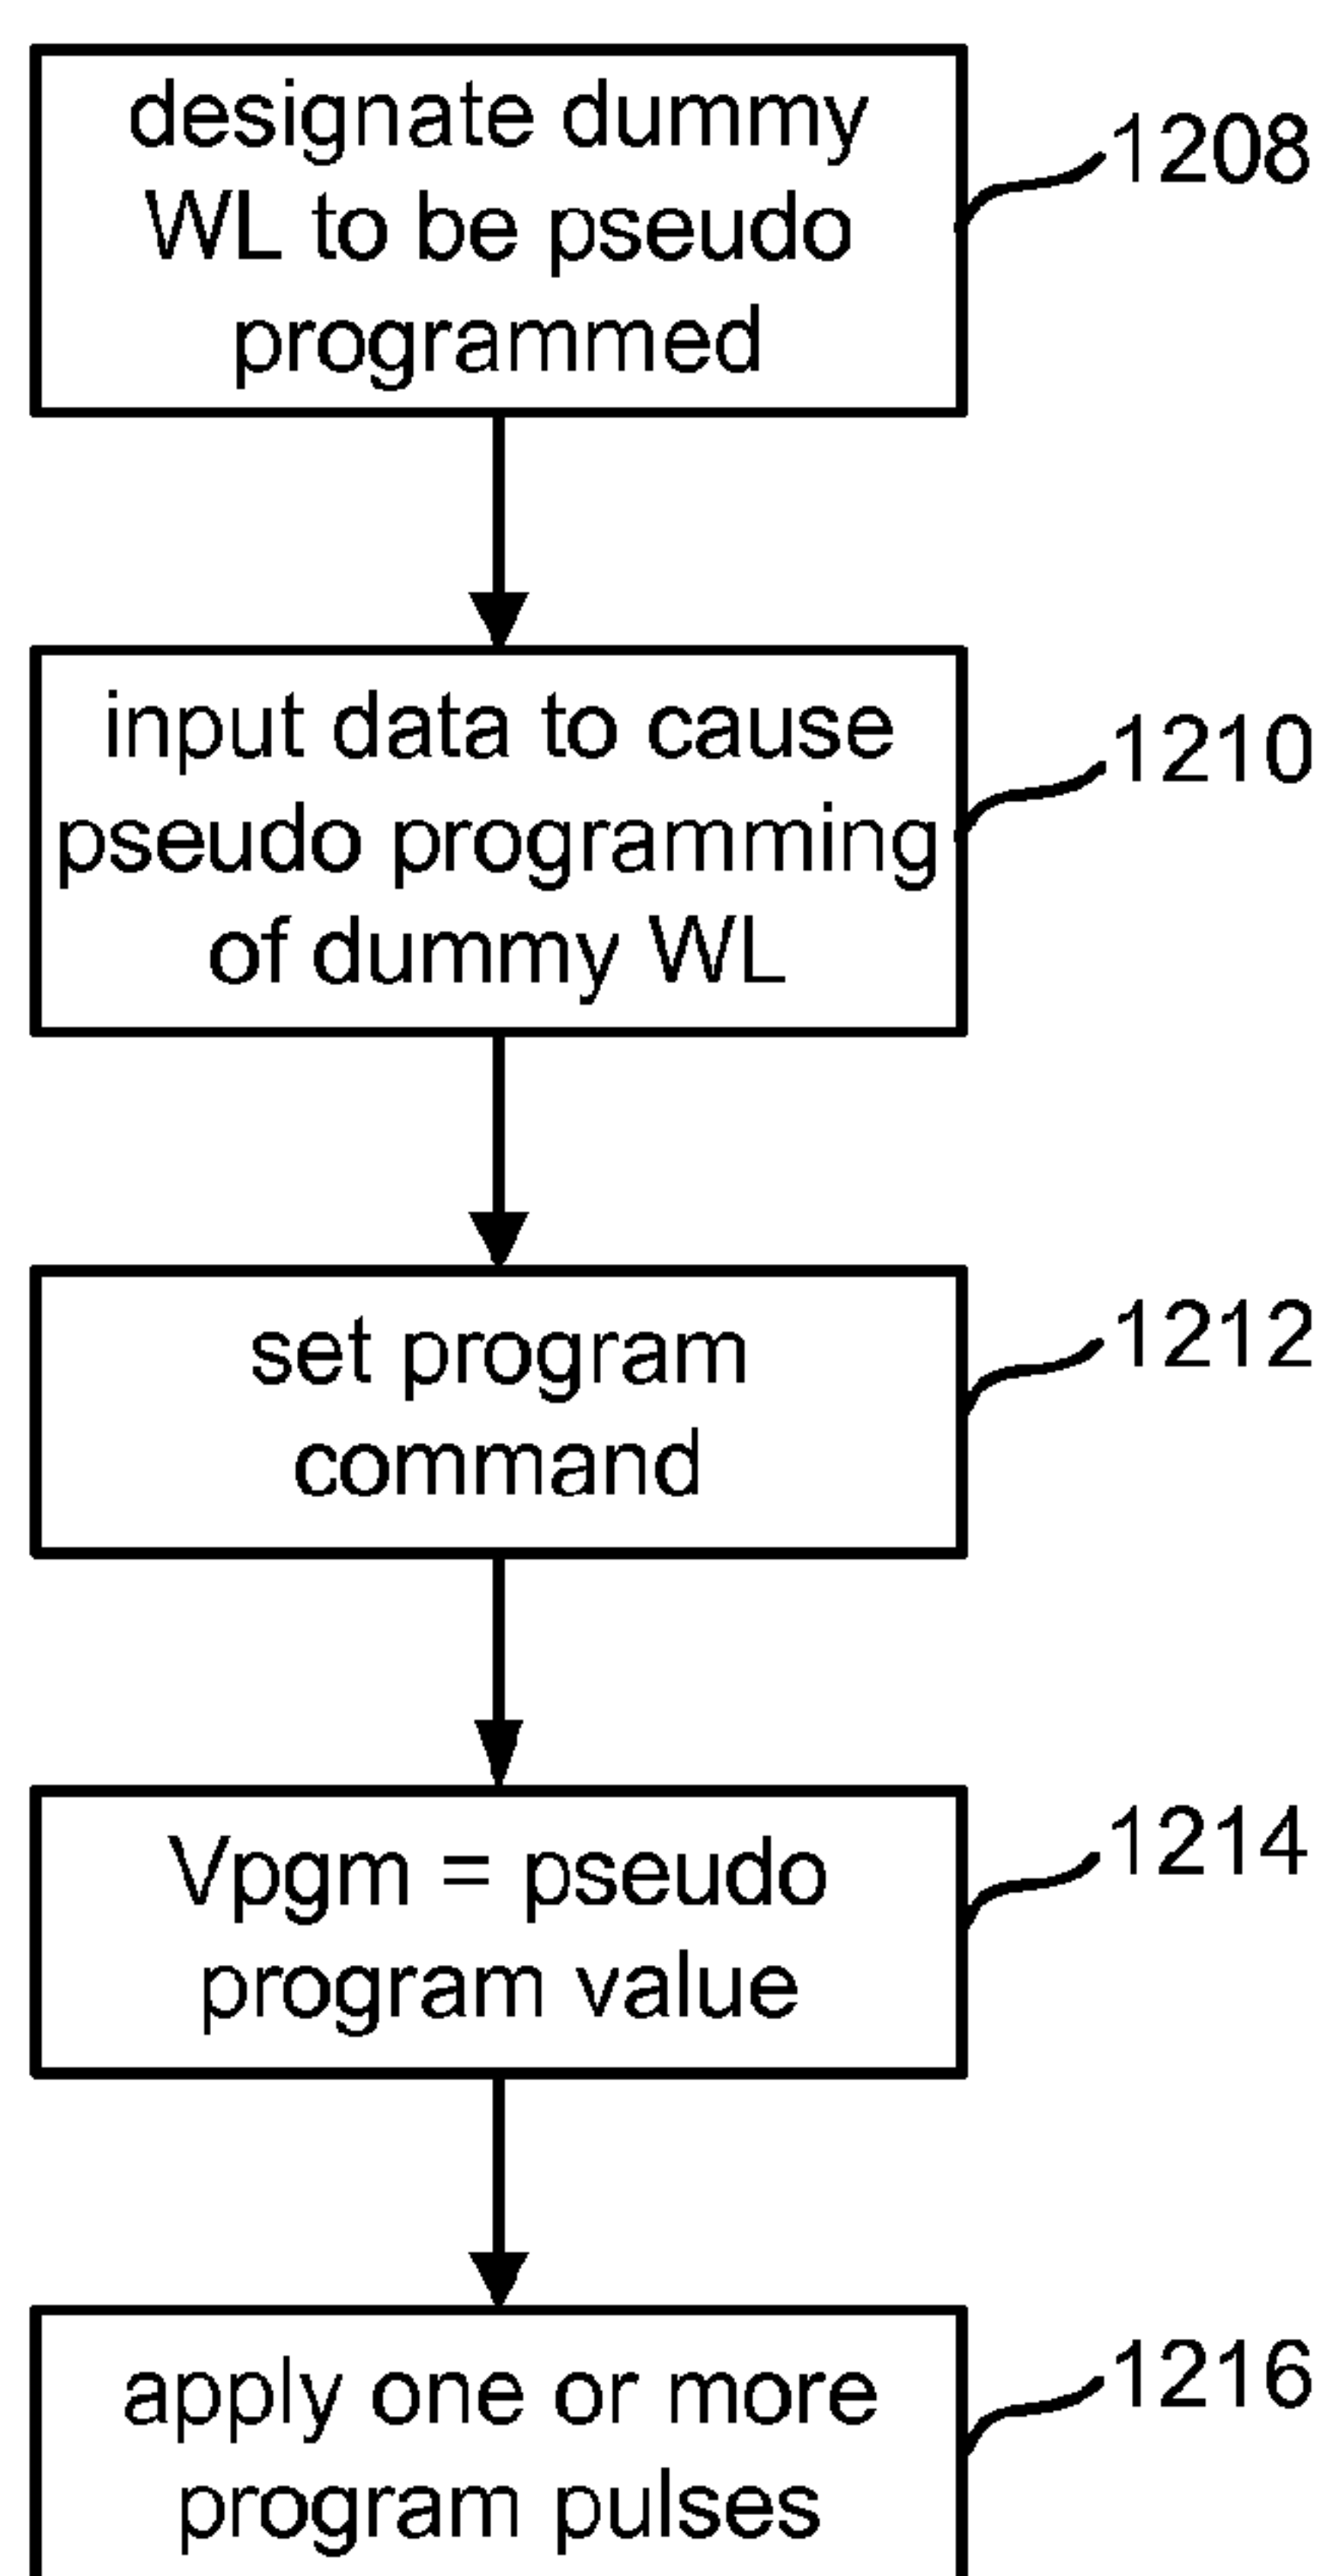 designate dummy
WL to be pseudo
programmed
1208
input data to cause
pseudo programming
of dummy WL
1210
set program
command
1212
Vpgm = pseudo
program value
1214
apply one or more
program pulses
1216